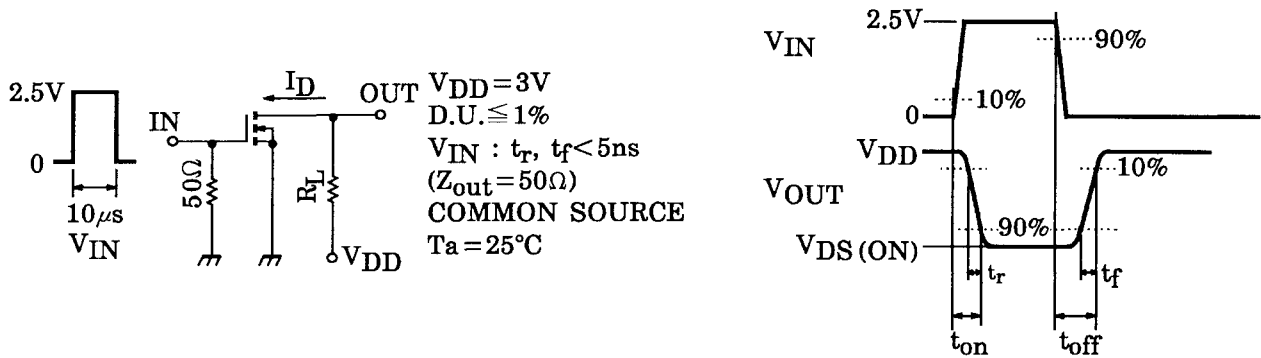 2.5V
0
10μs
VIN
IN
50Ω
ID
OUT
RL
VDD
VDD=3V
D.U.≦1%
VIN : tr, tf<5ns
(Zout=50Ω)
COMMON SOURCE
Ta=25°C
VIN
2.5V
90%
10%
0
VDD
10%
VOUT
90%
VDS (ON)
tr
tf
ton
toff